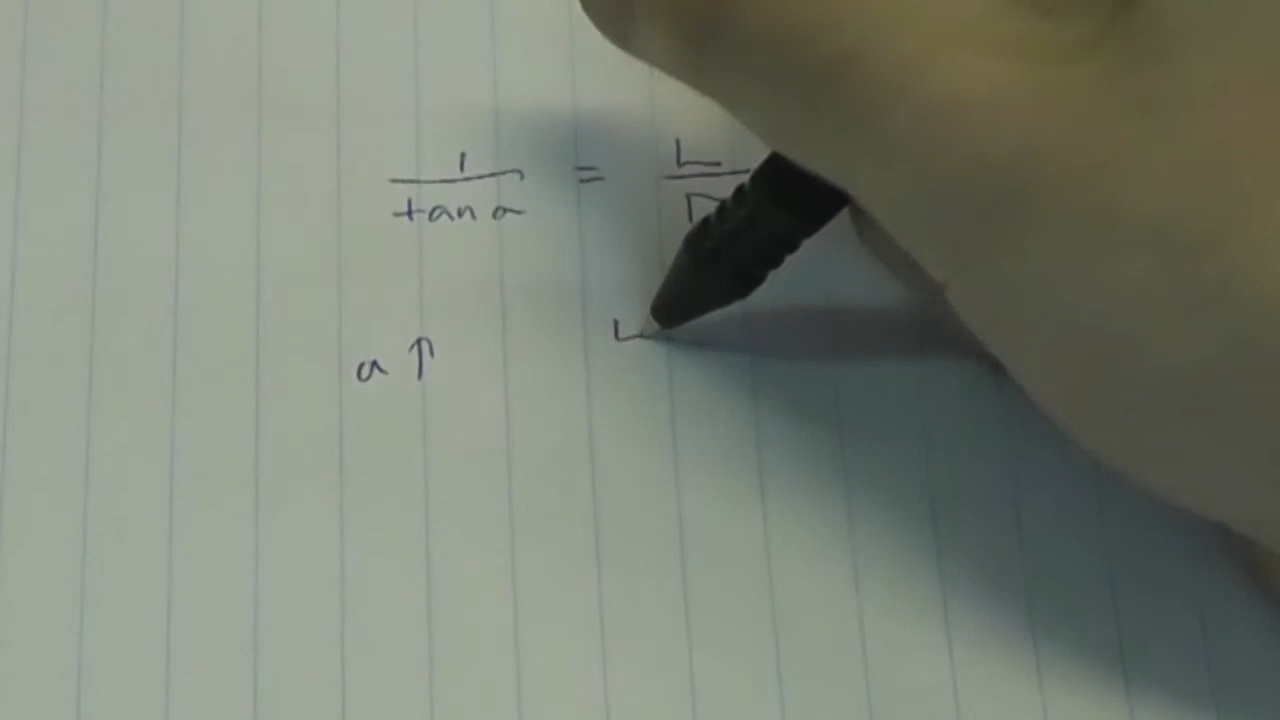 1/tan a = L/D
a ↑ L